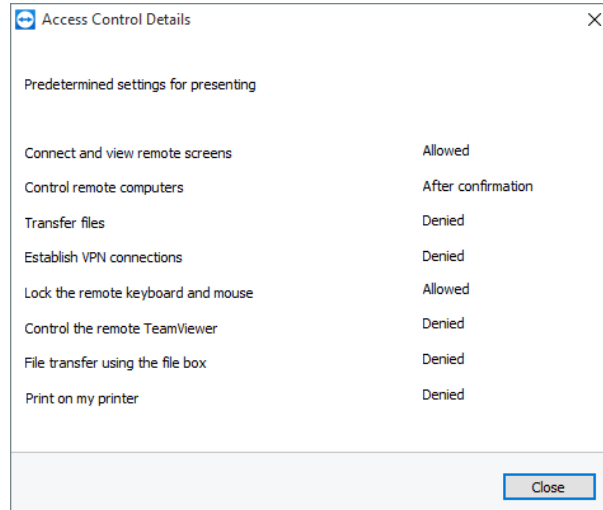 Access Control Details
Predetermined settings for presenting
Connect and view remote screens Allowed
Control remote computers After confirmation
Transfer files Denied
Establish VPN connections Denied
Lock the remote keyboard and mouse Allowed
Control the remote TeamViewer Denied
File transfer using the file box Denied
Print on my printer Denied
Close